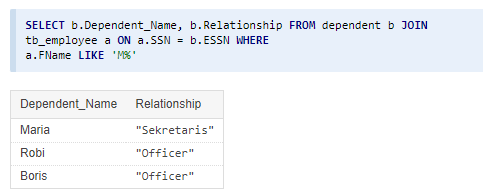 SELECT b.Dependent_Name, b.Relationship FROM dependent b JOIN
tb_employee a ON a.SSN = b.ESSN WHERE
a.FName LIKE 'M%'
Dependent_Name Relationship
Maria "Sekretaris"
Robi "Officer"
Boris "Officer"